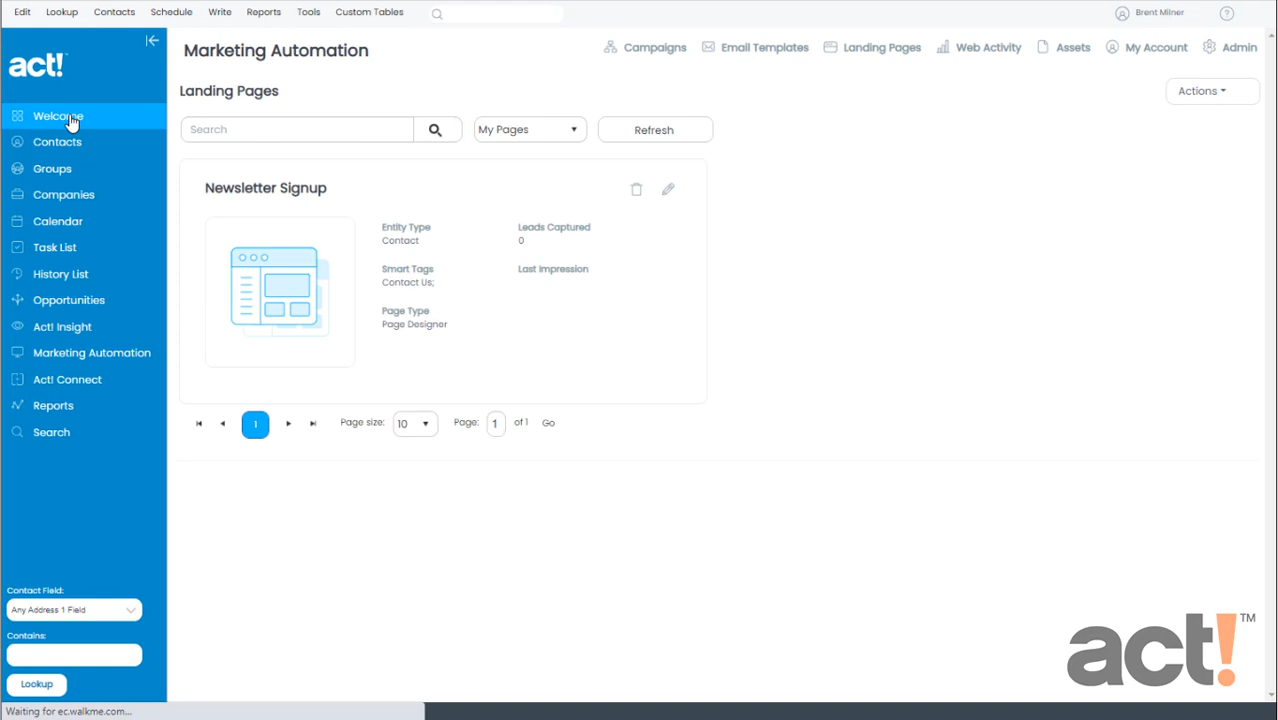 Edit Lookup Contacts Schedule Write Reports Tools Custom Tables Brent Milner ?
act!
Marketing Automation
Campaigns Email Templates Landing Pages Web Activity Assets My Account Admin
Landing Pages
Actions
Welcome
Contacts
Groups
Companies
Calendar
Task List
History List
Opportunities
Act! Insight
Marketing Automation
Act! Connect
Reports
Search
Search My Pages Refresh
Newsletter Signup
Entity Type Leads Captured
Contact 0
Smart Tags Last Impression
Contact Us;
Page Type
Page Designer
1 Page size: 10 Page: 1 of 1 Go
Contact Field:
Any Address 1 Field
Contains:
Lookup
act!™
Waiting for ec.walkme.com...